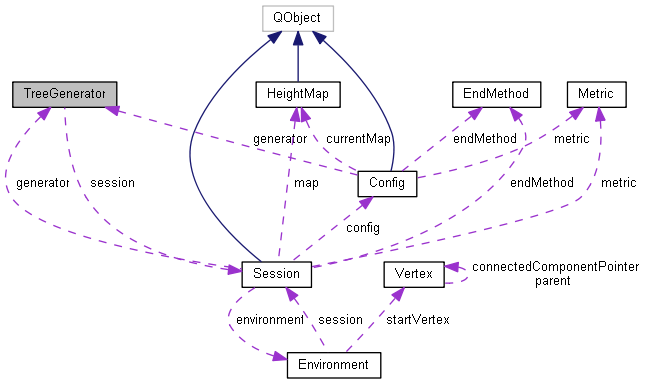 QObject
TreeGenerator
HeightMap
EndMethod
Metric
generator
currentMap
endMethod
metric
generator
session
map
Config
endMethod
metric
config
Session
Vertex
connectedComponentPointer
parent
environment
session
startVertex
Environment